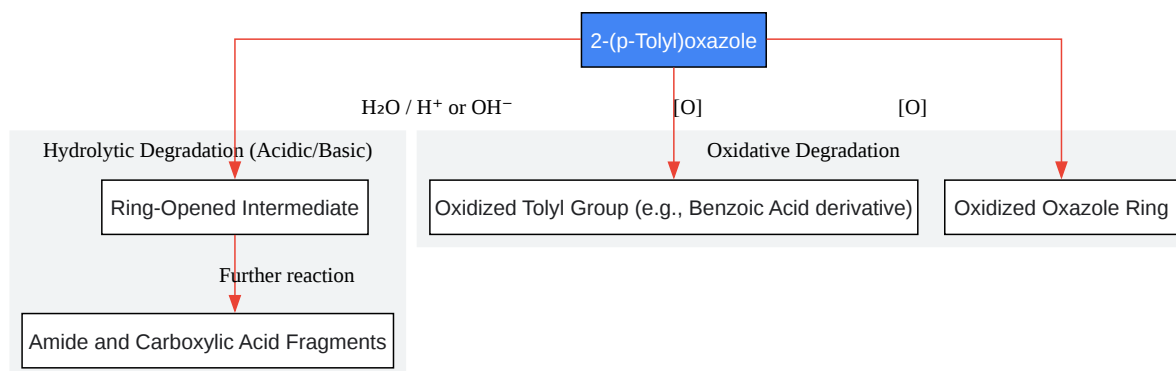 2-(p-Tolyl)oxazole
H₂O / H⁺ or OH⁻
[O]
[O]
Hydrolytic Degradation (Acidic/Basic)
Oxidative Degradation
Ring-Opened Intermediate
Oxidized Tolyl Group (e.g., Benzoic Acid derivative)
Oxidized Oxazole Ring
Further reaction
Amide and Carboxylic Acid Fragments